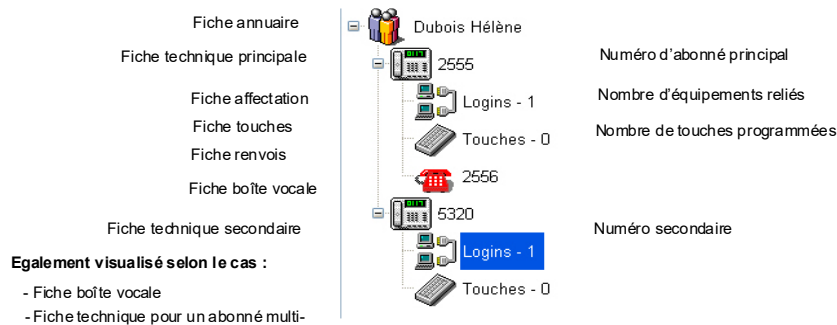 Fiche annuaire Dubois Hélène
Fiche technique principale 2555 Numéro d'abonné principal
Fiche affectation Logins - 1 Nombre d'équipements reliés
Fiche touches Touches - 0 Nombre de touches programmées
Fiche renvois
Fiche boîte vocale 2556
Fiche technique secondaire 5320 Numéro secondaire
Logins - 1
Egalement visualisé selon le cas :
- Fiche boîte vocale Touches - 0
- Fiche technique pour un abonné multi-